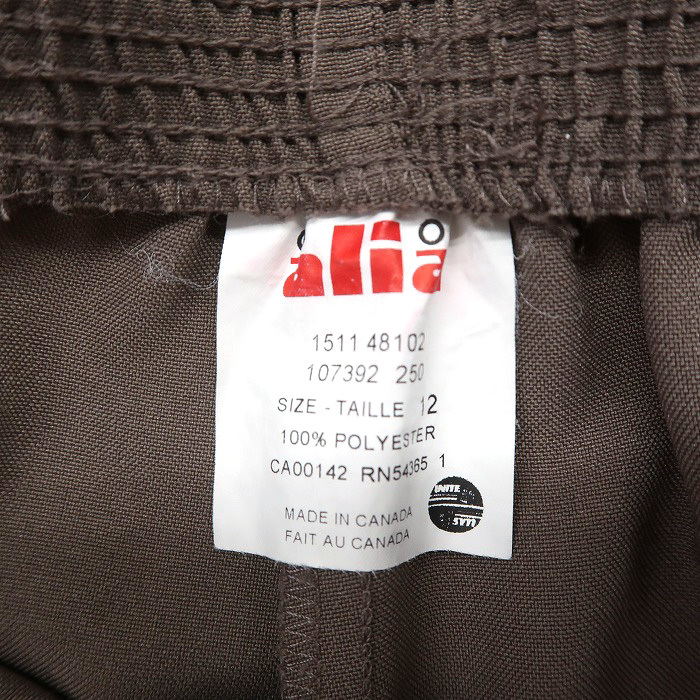 alia
1511 48102
107392 250
SIZE - TAILLE 12
100% POLYESTER
CA00142 RN54365 1
UNITE
MADE IN CANADA
FAIT AU CANADA